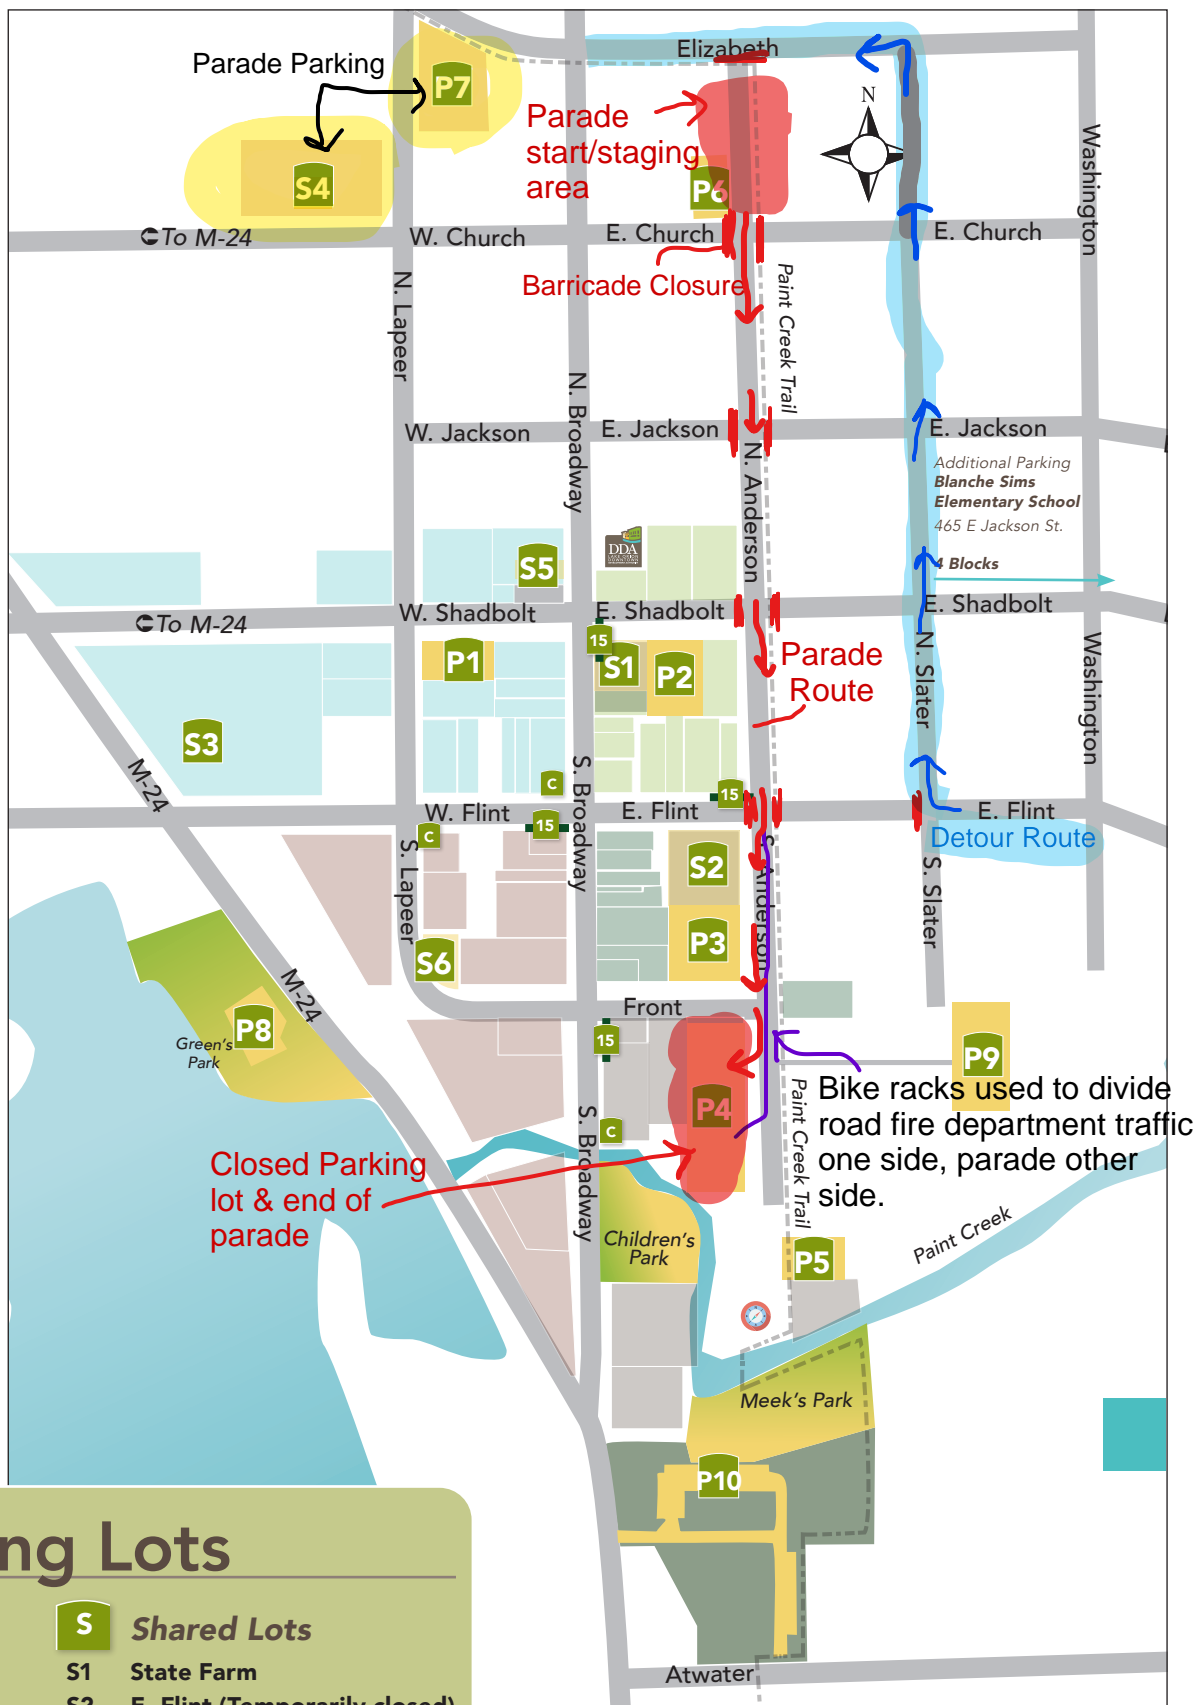 Elizabeth
Parade Parking
P7
Parade
start/staging
area
N
S4
P6
Washington
To M-24
W. Church
E. Church
E. Church
Barricade Closure
Paint Creek Trail
N. Lapeer
N. Broadway
W. Jackson
E. Jackson
E. Jackson
N. Anderson
Additional Parking
Blanche Sims
Elementary School
465 E Jackson St.
4 Blocks
DDA
S5
To M-24
W. Shadbolt
E. Shadbolt
E. Shadbolt
15
P1
S1
P2
Parade
Route
N. Slater
Washington
S3
M-24
S. Broadway
C
15
W. Flint
E. Flint
E. Flint
15
C
Detour Route
S. Lapeer
S2
S. Anderson
S. Slater
P3
S6
M-24
Front
P8
Green's
Park
15
P9
P4
Bike racks used to divide
road fire department traffic
one side, parade other
side.
Paint Creek Trail
C
S. Broadway
Closed Parking
lot & end of
parade
Children's
Park
P5
Paint Creek
Meek's Park
P10
ng Lots
S
Shared Lots
S1 State Farm
S2 E. Flint (Temporarily closed)
Atwater